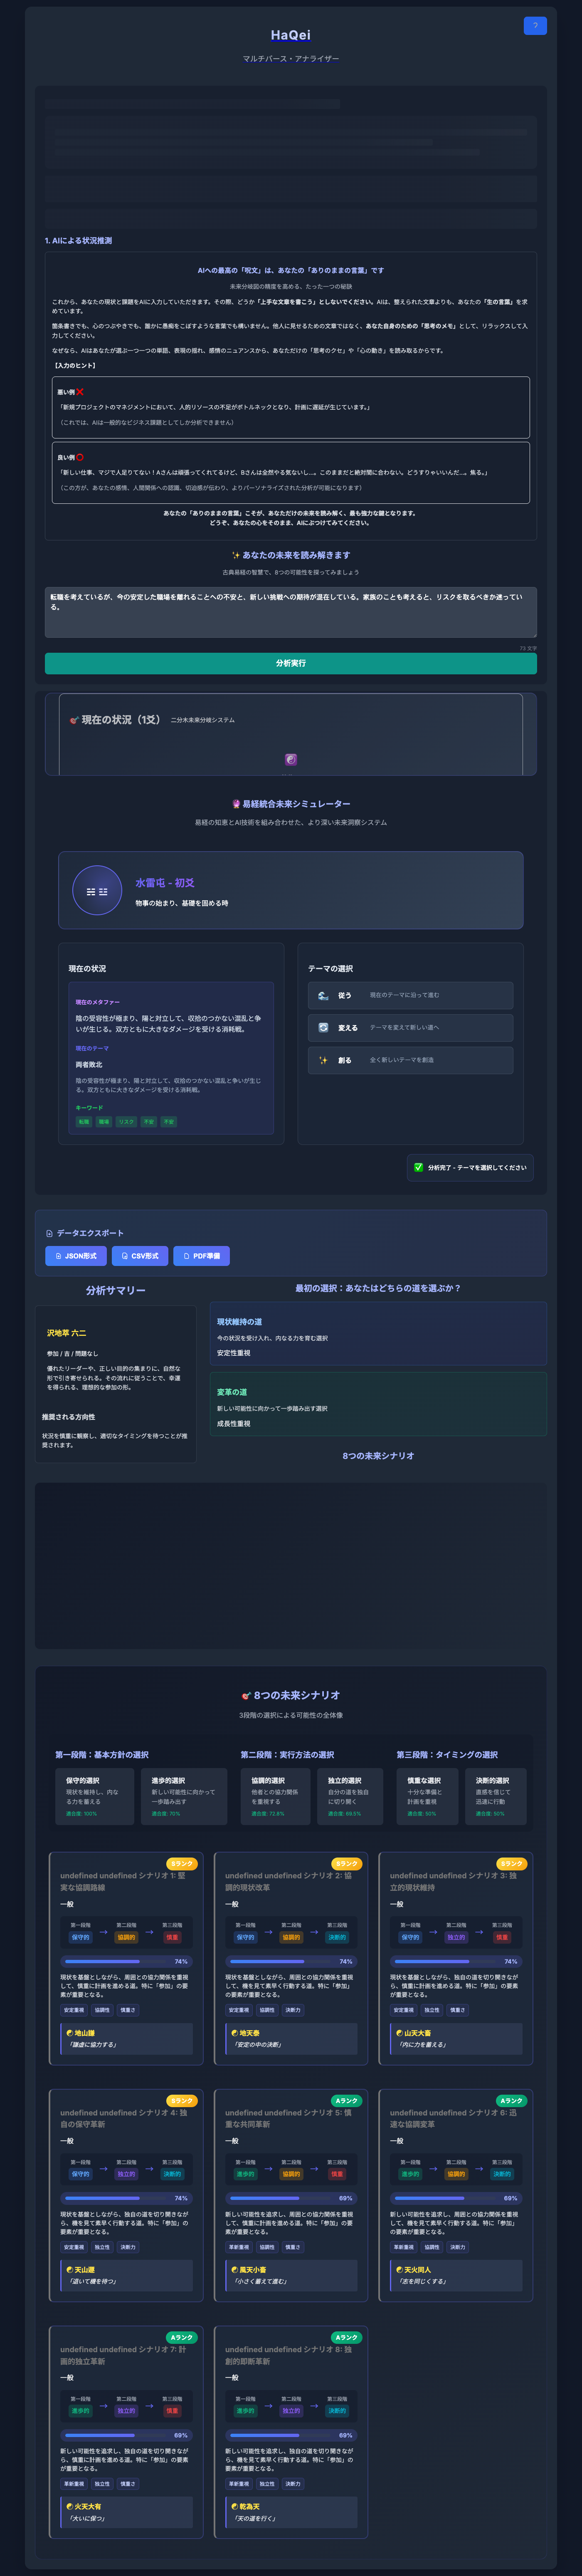 HaQei
?
マルチバース・アナライザー
1. AIによる状況推測
AIへの最高の「呪文」は、あなたの「ありのままの言葉」です
未来分岐図の精度を高める、たった一つの秘訣
これから、あなたの現状と課題をAIに入力していただきます。その際、どうか「上手な文章を書こう」としないでください。AIは、整えられた文章よりも、あなたの「生の言葉」を求
めています。
箇条書きでも、心のつぶやきでも、誰かに愚痴をこぼすような言葉でも構いません。他人に見せるための文章ではなく、あなた自身のための「思考のメモ」として、リラックスして入
力してください。
なぜなら、AIはあなたが選ぶ一つ一つの単語、表現の揺れ、感情のニュアンスから、あなただけの「思考のクセ」や「心の動き」を読み取るからです。
【入力のヒント】
悪い例 ❌
「新規プロジェクトのマネジメントにおいて、人的リソースの不足がボトルネックとなり、計画に遅延が生じています。」
（これでは、AIは一般的なビジネス課題としてしか分析できません）
良い例 ⭕
「新しい仕事、マジで人足りてない！Aさんは頑張ってくれてるけど、Bさんは全然やる気ないし…。このままだと絶対間に合わない。どうすりゃいいんだ…。焦る。」
（この方が、あなたの感情、人間関係への認識、切迫感が伝わり、よりパーソナライズされた分析が可能になります）
あなたの「ありのままの言葉」こそが、あなただけの未来を読み解く、最も強力な鍵となります。
どうぞ、あなたの心をそのまま、AIにぶつけてみてください。
✨ あなたの未来を読み解きます
古典易経の智慧で、8つの可能性を探ってみましょう
転職を考えているが、今の安定した職場を離れることへの不安と、新しい挑戦への期待が混在している。家族のことも考えると、リスクを取るべきか迷ってい
る。
73 文字
分析実行
🎯 現在の状況（1爻） 二分木未来分岐システム
☯
🔮 易経統合未来シミュレーター
易経の知恵とAI技術を組み合わせた、より深い未来洞察システム
☵☳
水雷屯 - 初爻
物事の始まり、基礎を固める時
現在の状況
現在のメタファー
陰の受容性が極まり、陽と対立して、収拾のつかない混乱と争
いが生じる。双方ともに大きなダメージを受ける消耗戦。
現在のテーマ
両者敗北
陰の受容性が極まり、陽と対立して、収拾のつかない混乱と争いが生じ
る。双方ともに大きなダメージを受ける消耗戦。
キーワード
転職 職場 リスク 不安 不安
テーマの選択
🌊 従う 現在のテーマに沿って進む
🔄 変える テーマを変えて新しい道へ
✨ 創る 全く新しいテーマを創造
✅ 分析完了 - テーマを選択してください
データエクスポート
JSON形式 CSV形式 PDF準備
分析サマリー
沢地萃 六二
参加 / 吉 / 問題なし
優れたリーダーや、正しい目的の集まりに、自然な
形で引き寄せられる。その流れに従うことで、幸運
を得られる、理想的な参加の形。
推奨される方向性
状況を慎重に観察し、適切なタイミングを待つことが推
奨されます。
最初の選択：あなたはどちらの道を選ぶか？
現状維持の道
今の状況を受け入れ、内なる力を育む選択
安定性重視
変革の道
新しい可能性に向かって一歩踏み出す選択
成長性重視
8つの未来シナリオ
🎯 8つの未来シナリオ
3段階の選択による可能性の全体像
第一段階：基本方針の選択
保守的選択
現状を維持し、内な
る力を蓄える
適合度: 100%
進歩的選択
新しい可能性に向かって
一歩踏み出す
適合度: 70%
第二段階：実行方法の選択
協調的選択
他者との協力関係
を重視する
適合度: 72.8%
独立的選択
自分の道を独自
に切り開く
適合度: 69.5%
第三段階：タイミングの選択
慎重な選択
十分な準備と
計画を重視
適合度: 50%
決断的選択
直感を信じて
迅速に行動
適合度: 50%
Sランク
undefined undefined シナリオ 1: 堅
実な協調路線
一般
第一段階 第二段階 第三段階
保守的 → 協調的 → 慎重
74%
現状を基盤としながら、周囲との協力関係を重視
して、慎重に計画を進める道。特に「参加」の要
素が重要となる。
安定重視 協調性 慎重さ
☯ 地山謙
「謙虚に協力する」
Sランク
undefined undefined シナリオ 2: 協
調的現状改革
一般
第一段階 第二段階 第三段階
保守的 → 協調的 → 決断的
74%
現状を基盤としながら、周囲との協力関係を重視
して、機を見て素早く行動する道。特に「参加」
の要素が重要となる。
安定重視 協調性 決断力
☯ 地天泰
「安定の中の決断」
Sランク
undefined undefined シナリオ 3: 独
立的現状維持
一般
第一段階 第二段階 第三段階
保守的 → 独立的 → 慎重
74%
現状を基盤としながら、独自の道を切り開きなが
ら、慎重に計画を進める道。特に「参加」の要素
が重要となる。
安定重視 独立性 慎重さ
☯ 山天大畜
「内に力を蓄える」
Sランク
undefined undefined シナリオ 4: 独
自の保守革新
一般
第一段階 第二段階 第三段階
保守的 → 独立的 → 決断的
74%
現状を基盤としながら、独自の道を切り開きなが
ら、機を見て素早く行動する道。特に「参加」の
要素が重要となる。
安定重視 独立性 決断力
☯ 天山遯
「退いて機を待つ」
Aランク
undefined undefined シナリオ 5: 慎
重な共同革新
一般
第一段階 第二段階 第三段階
進歩的 → 協調的 → 慎重
69%
新しい可能性を追求し、周囲との協力関係を重視
して、慎重に計画を進める道。特に「参加」の要
素が重要となる。
革新重視 協調性 慎重さ
☯ 風天小畜
「小さく蓄えて進む」
Aランク
undefined undefined シナリオ 6: 迅
速な協調変革
一般
第一段階 第二段階 第三段階
進歩的 → 協調的 → 決断的
69%
新しい可能性を追求し、周囲との協力関係を重視
して、機を見て素早く行動する道。特に「参加」
の要素が重要となる。
革新重視 協調性 決断力
☯ 天火同人
「志を同じくする」
Aランク
undefined undefined シナリオ 7: 計
画的独立革新
一般
第一段階 第二段階 第三段階
進歩的 → 独立的 → 慎重
69%
新しい可能性を追求し、独自の道を切り開きなが
ら、慎重に計画を進める道。特に「参加」の要素
が重要となる。
革新重視 独立性 慎重さ
☯ 火天大有
「大いに保つ」
Aランク
undefined undefined シナリオ 8: 独
創的即断革新
一般
第一段階 第二段階 第三段階
進歩的 → 独立的 → 決断的
69%
新しい可能性を追求し、独自の道を切り開きなが
ら、機を見て素早く行動する道。特に「参加」の
要素が重要となる。
革新重視 独立性 決断力
☯ 乾為天
「天の道を行く」